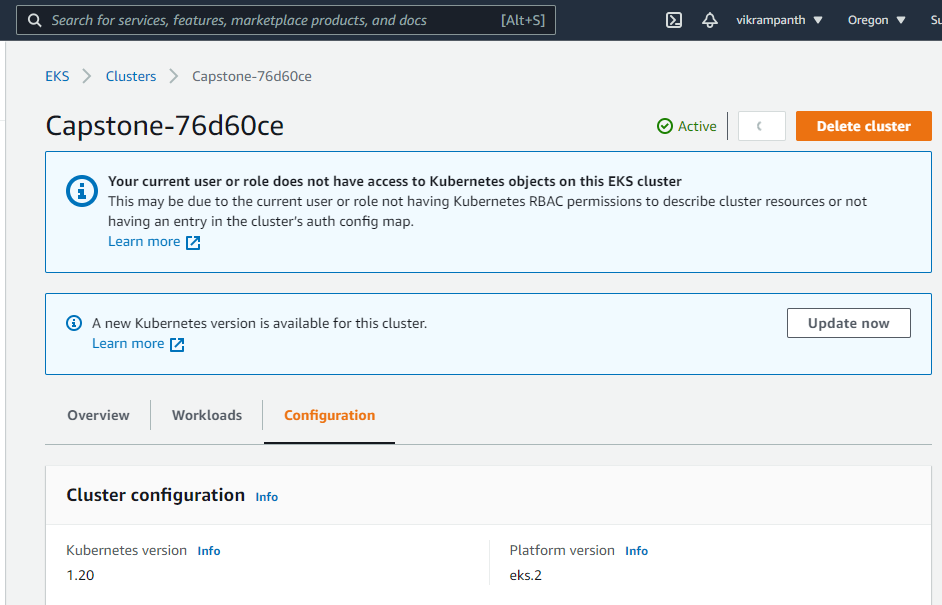 Search for services, features, marketplace products, and docs [Alt+S] vikrampanth Oregon Su
EKS Clusters Capstone-76d60ce
Capstone-76d60ce Active Delete cluster
Your current user or role does not have access to Kubernetes objects on this EKS cluster
This may be due to the current user or role not having Kubernetes RBAC permissions to describe cluster resources or not
having an entry in the cluster's auth config map.
Learn more
A new Kubernetes version is available for this cluster. Update now
Learn more
Overview Workloads Configuration
Cluster configuration Info
Kubernetes version Info Platform version Info
1.20 eks.2